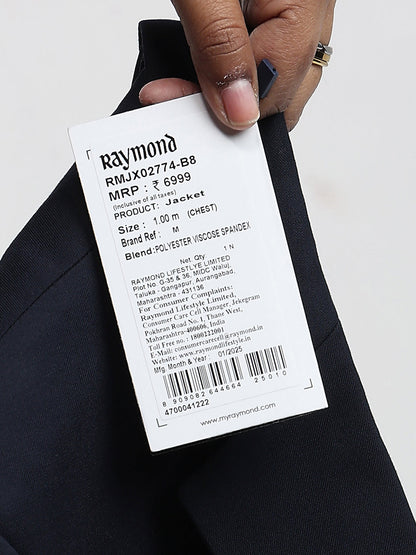 Raymond
RMJX02774-B8
MRP : ₹ 6999
(Inclusive of all taxes)
PRODUCT: Jacket
Size : 1.00 m (CHEST)
Brand Ref : M
Blend:POLYESTER VISCOSE SPANDEX
Net. Qty 1 N
RAYMOND LIFESTLYE LIMITED
Plot No. G-35 & 36, MIDC Waluj,
Taluka - Gangapur, Aurangabad,
Maharashtra - 431136
For Consumer Complaints:
Raymond Lifestyle Limited,
Consumer Care Cell Manager, Jekegram
Pokhran Road No. 1, Thane West,
Maharashtra-400606, India
Toll Free no.: 1800222001
E-Mail: consumercarecell@raymond.in
Website: www.raymondlifestyle.in
Mfg. Month & Year : 01/2025
8 909082 644664 25010
4700041222
www.myraymond.com